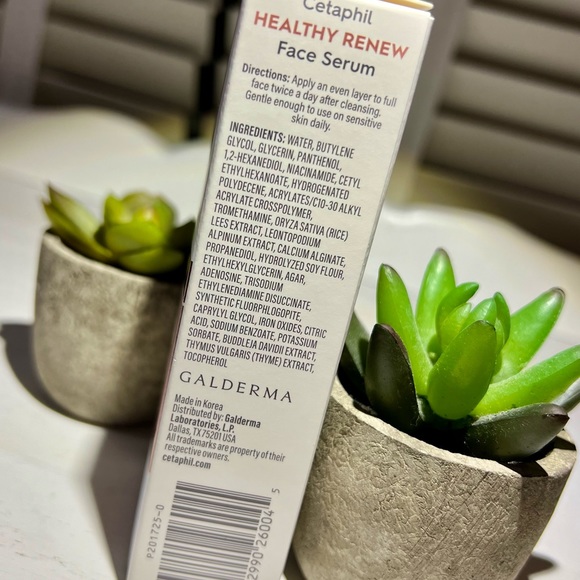 Cetaphil
HEALTHY RENEW
Face Serum
Directions: Apply an even layer to full
face twice a day after cleansing.
Gentle enough to use on sensitive
skin daily.
INGREDIENTS: WATER, BUTYLENE
GLYCOL, GLYCERIN, PANTHENOL,
1,2-HEXANEDIOL, NIACINAMIDE, CETYL
ETHYLHEXANOATE, HYDROGENATED
POLYDECENE, ACRYLATES/C10-30 ALKYL
ACRYLATE CROSSPOLYMER,
TROMETHAMINE, ORYZA SATIVA (RICE)
LEES EXTRACT, LEONTOPODIUM
ALPINUM EXTRACT, CALCIUM ALGINATE,
PROPANEDIOL, HYDROLYZED SOY FLOUR,
ETHYLHEXYLGLYCERIN, AGAR,
ADENOSINE, TRISODIUM
ETHYLENEDIAMINE DISUCCINATE,
SYNTHETIC FLUORPHLOGOPITE,
CAPRYLYL GLYCOL, IRON OXIDES, CITRIC
ACID, SODIUM BENZOATE, POTASSIUM
SORBATE, BUDDLEJA DAVIDII EXTRACT,
THYMUS VULGARIS (THYME) EXTRACT,
TOCOPHEROL
GALDERMA
Made in Korea
Distributed by: Galderma
Laboratories, L.P.
Dallas, TX75201 USA
All trademarks are property of their
respective owners.
cetaphil.com
P201725-0
2990 26004 5